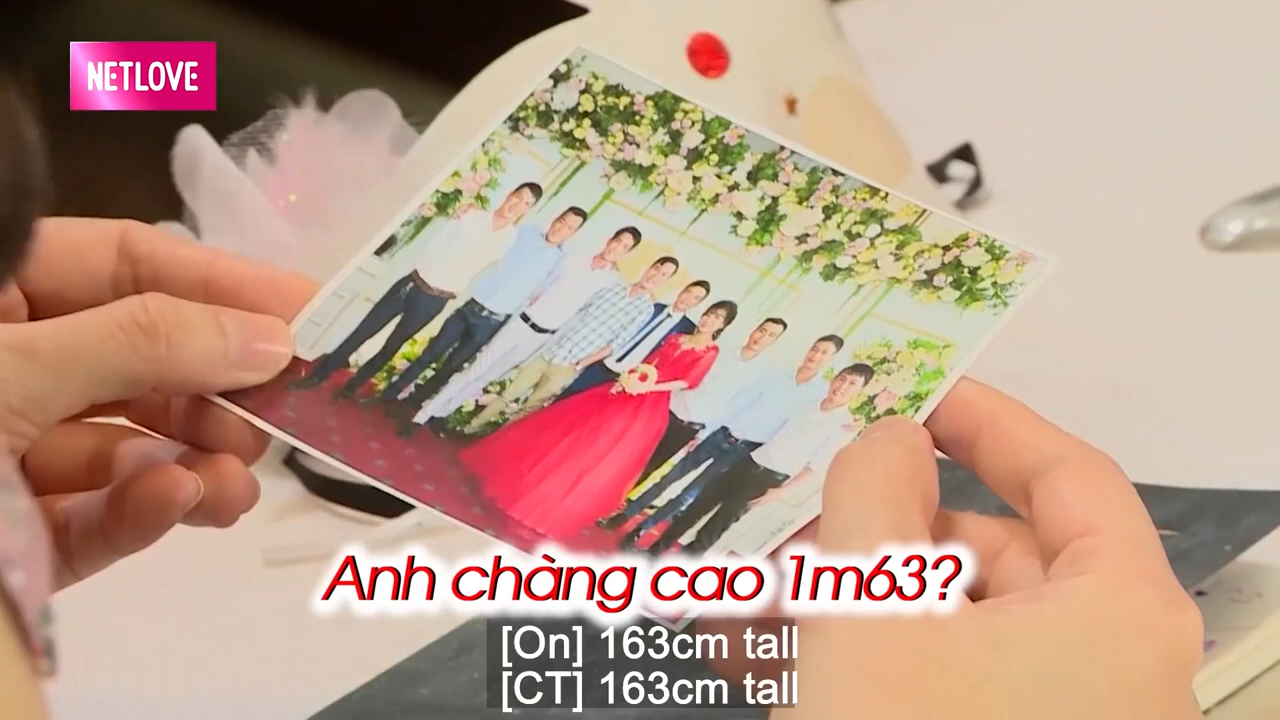 NETLOVE
Anh chàng cao 1m63?
[On] 163cm tall
[CT] 163cm tall